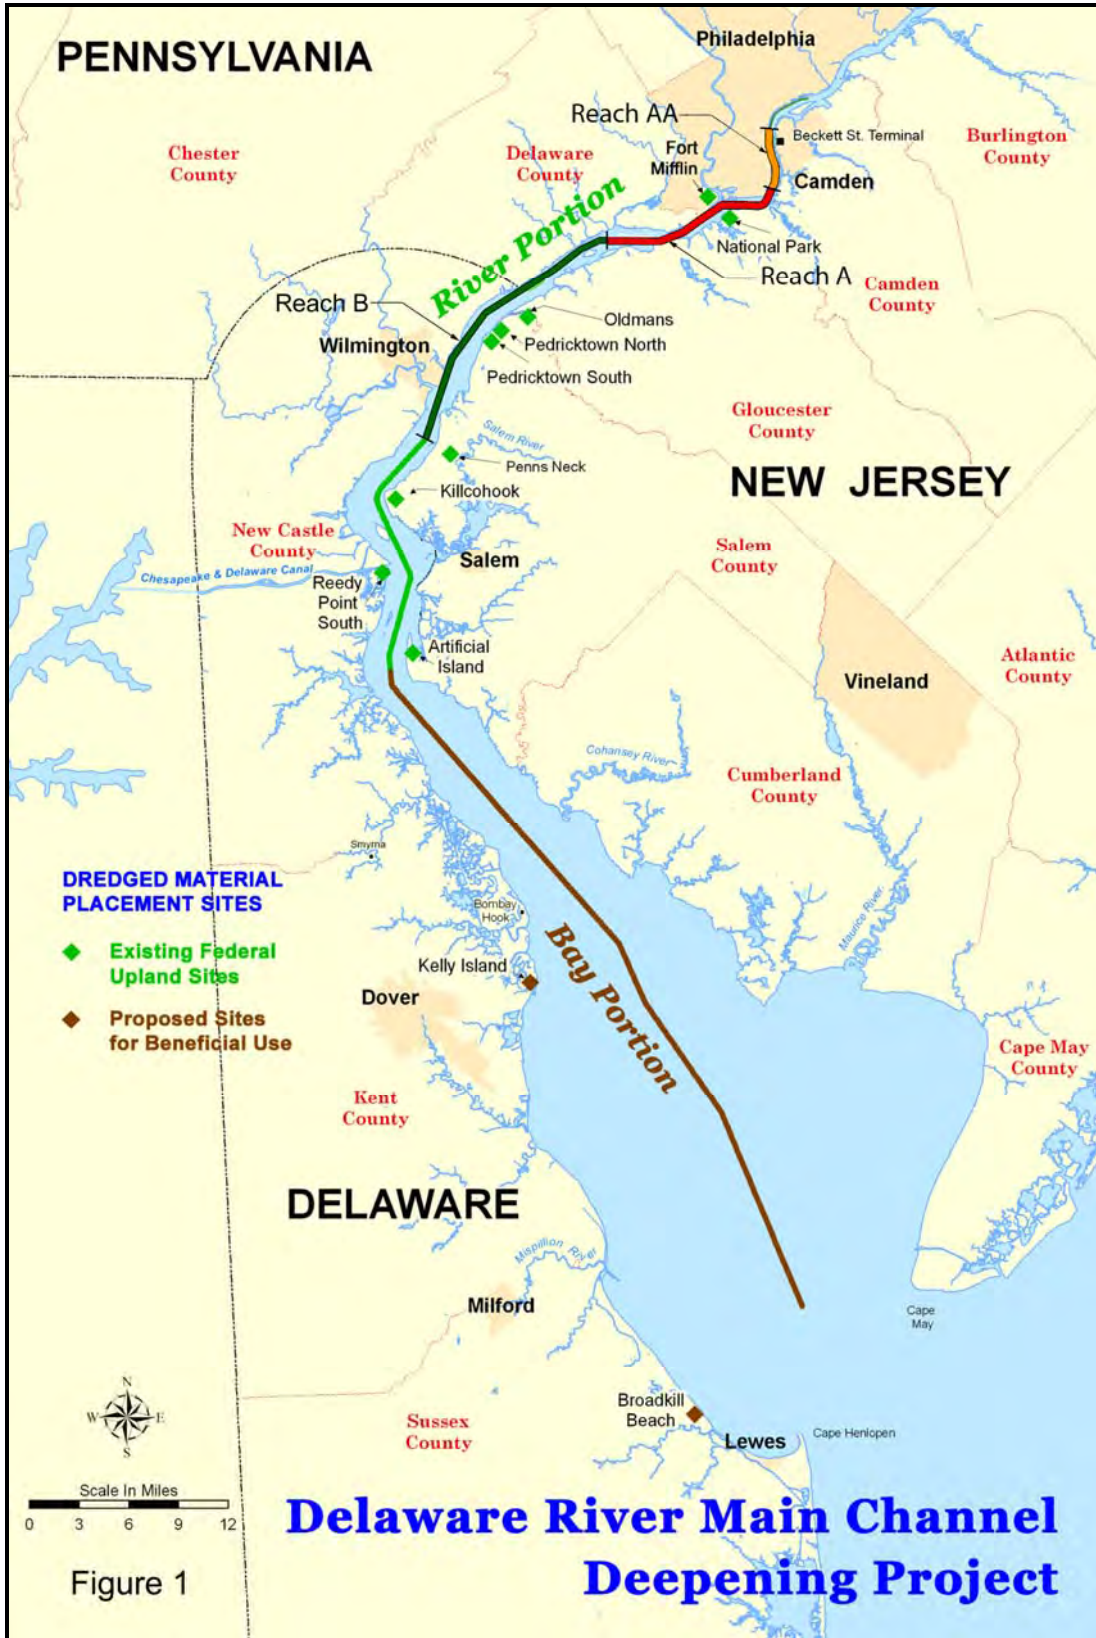 Philadelphia
PENNSYLVANIA
Reach AA
Beckett St. Terminal
Burlington
County
Chester
County
Delaware
County
Fort
Mifflin
Camden
River Portion
National Park
Reach A
Camden
County
Reach B
Oldmans
Wilmington
Pedricktown North
Pedricktown South
Gloucester
County
Salem River
Penns Neck
NEW JERSEY
Killcohook
New Castle
County
Salem
Salem
County
Chesapeake & Delaware Canal
Reedy
Point
South
Artificial
Island
Atlantic
County
Vineland
Cohansey River
Cumberland
County
Smyrna
DREDGED MATERIAL
PLACEMENT SITES
Bombay
Hook
Maurice River
Existing Federal
Upland Sites
Bay Portion
Kelly Island
Dover
Proposed Sites
for Beneficial Use
Cape May
County
Kent
County
DELAWARE
Mispillion River
Milford
Cape
May
N
W
E
S
Broadkill
Beach
Sussex
County
Lewes
Cape Henlopen
Scale In Miles
0 3 6 9 12
Delaware River Main Channel
Deepening Project
Figure 1